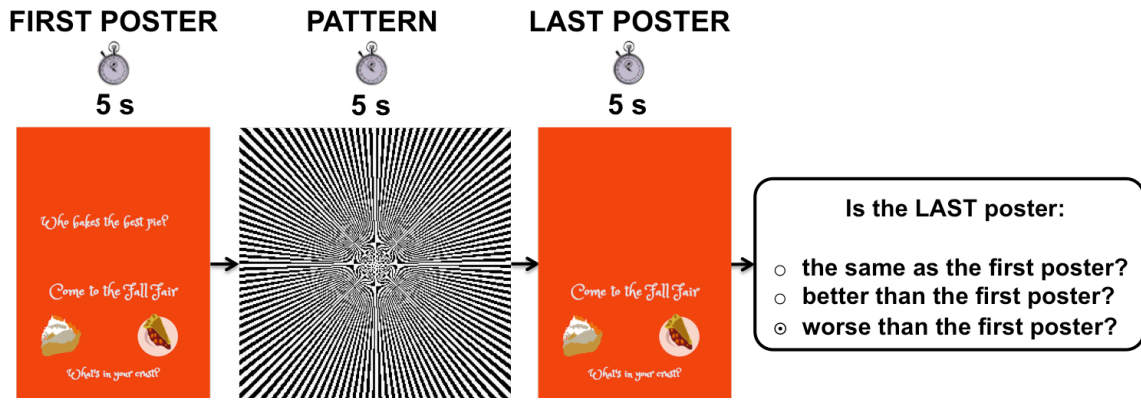 FIRST POSTER
PATTERN
LAST POSTER
5 s
5 s
5 s
Who bakes the best pie?
Come to the Fall Fair
What's in your crust?
Come to the Fall Fair
What's in your crust?
Is the LAST poster:
the same as the first poster?
better than the first poster?
worse than the first poster?